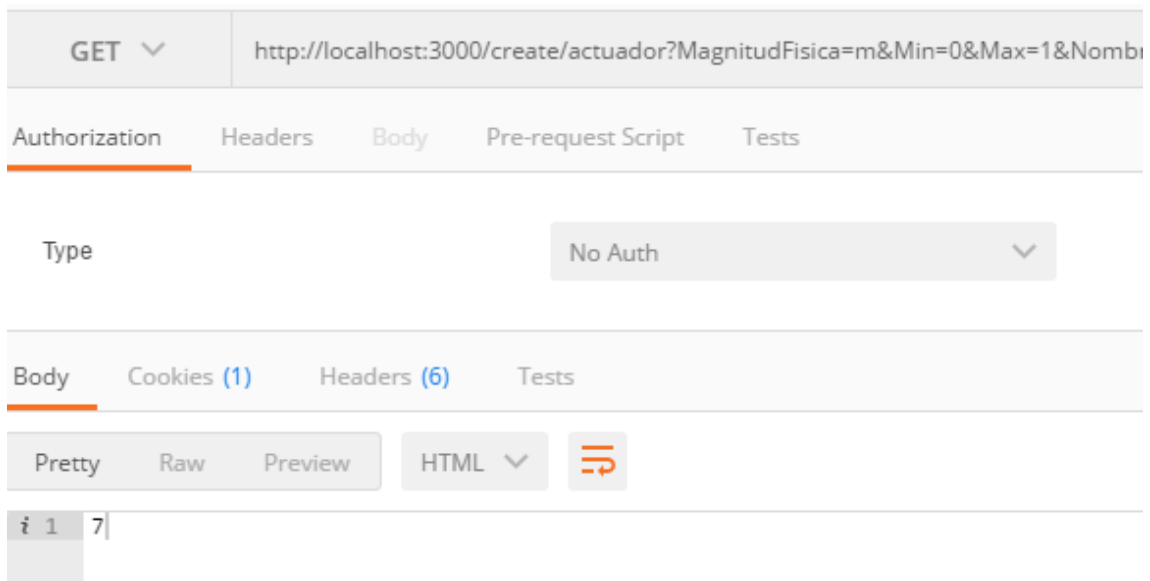 GET http://localhost:3000/create/actuador?MagnitudFisica=m&Min=0&Max=1&Nombr
Authorization Headers Body Pre-request Script Tests
Type No Auth
Body Cookies (1) Headers (6) Tests
Pretty Raw Preview HTML
i 1 7